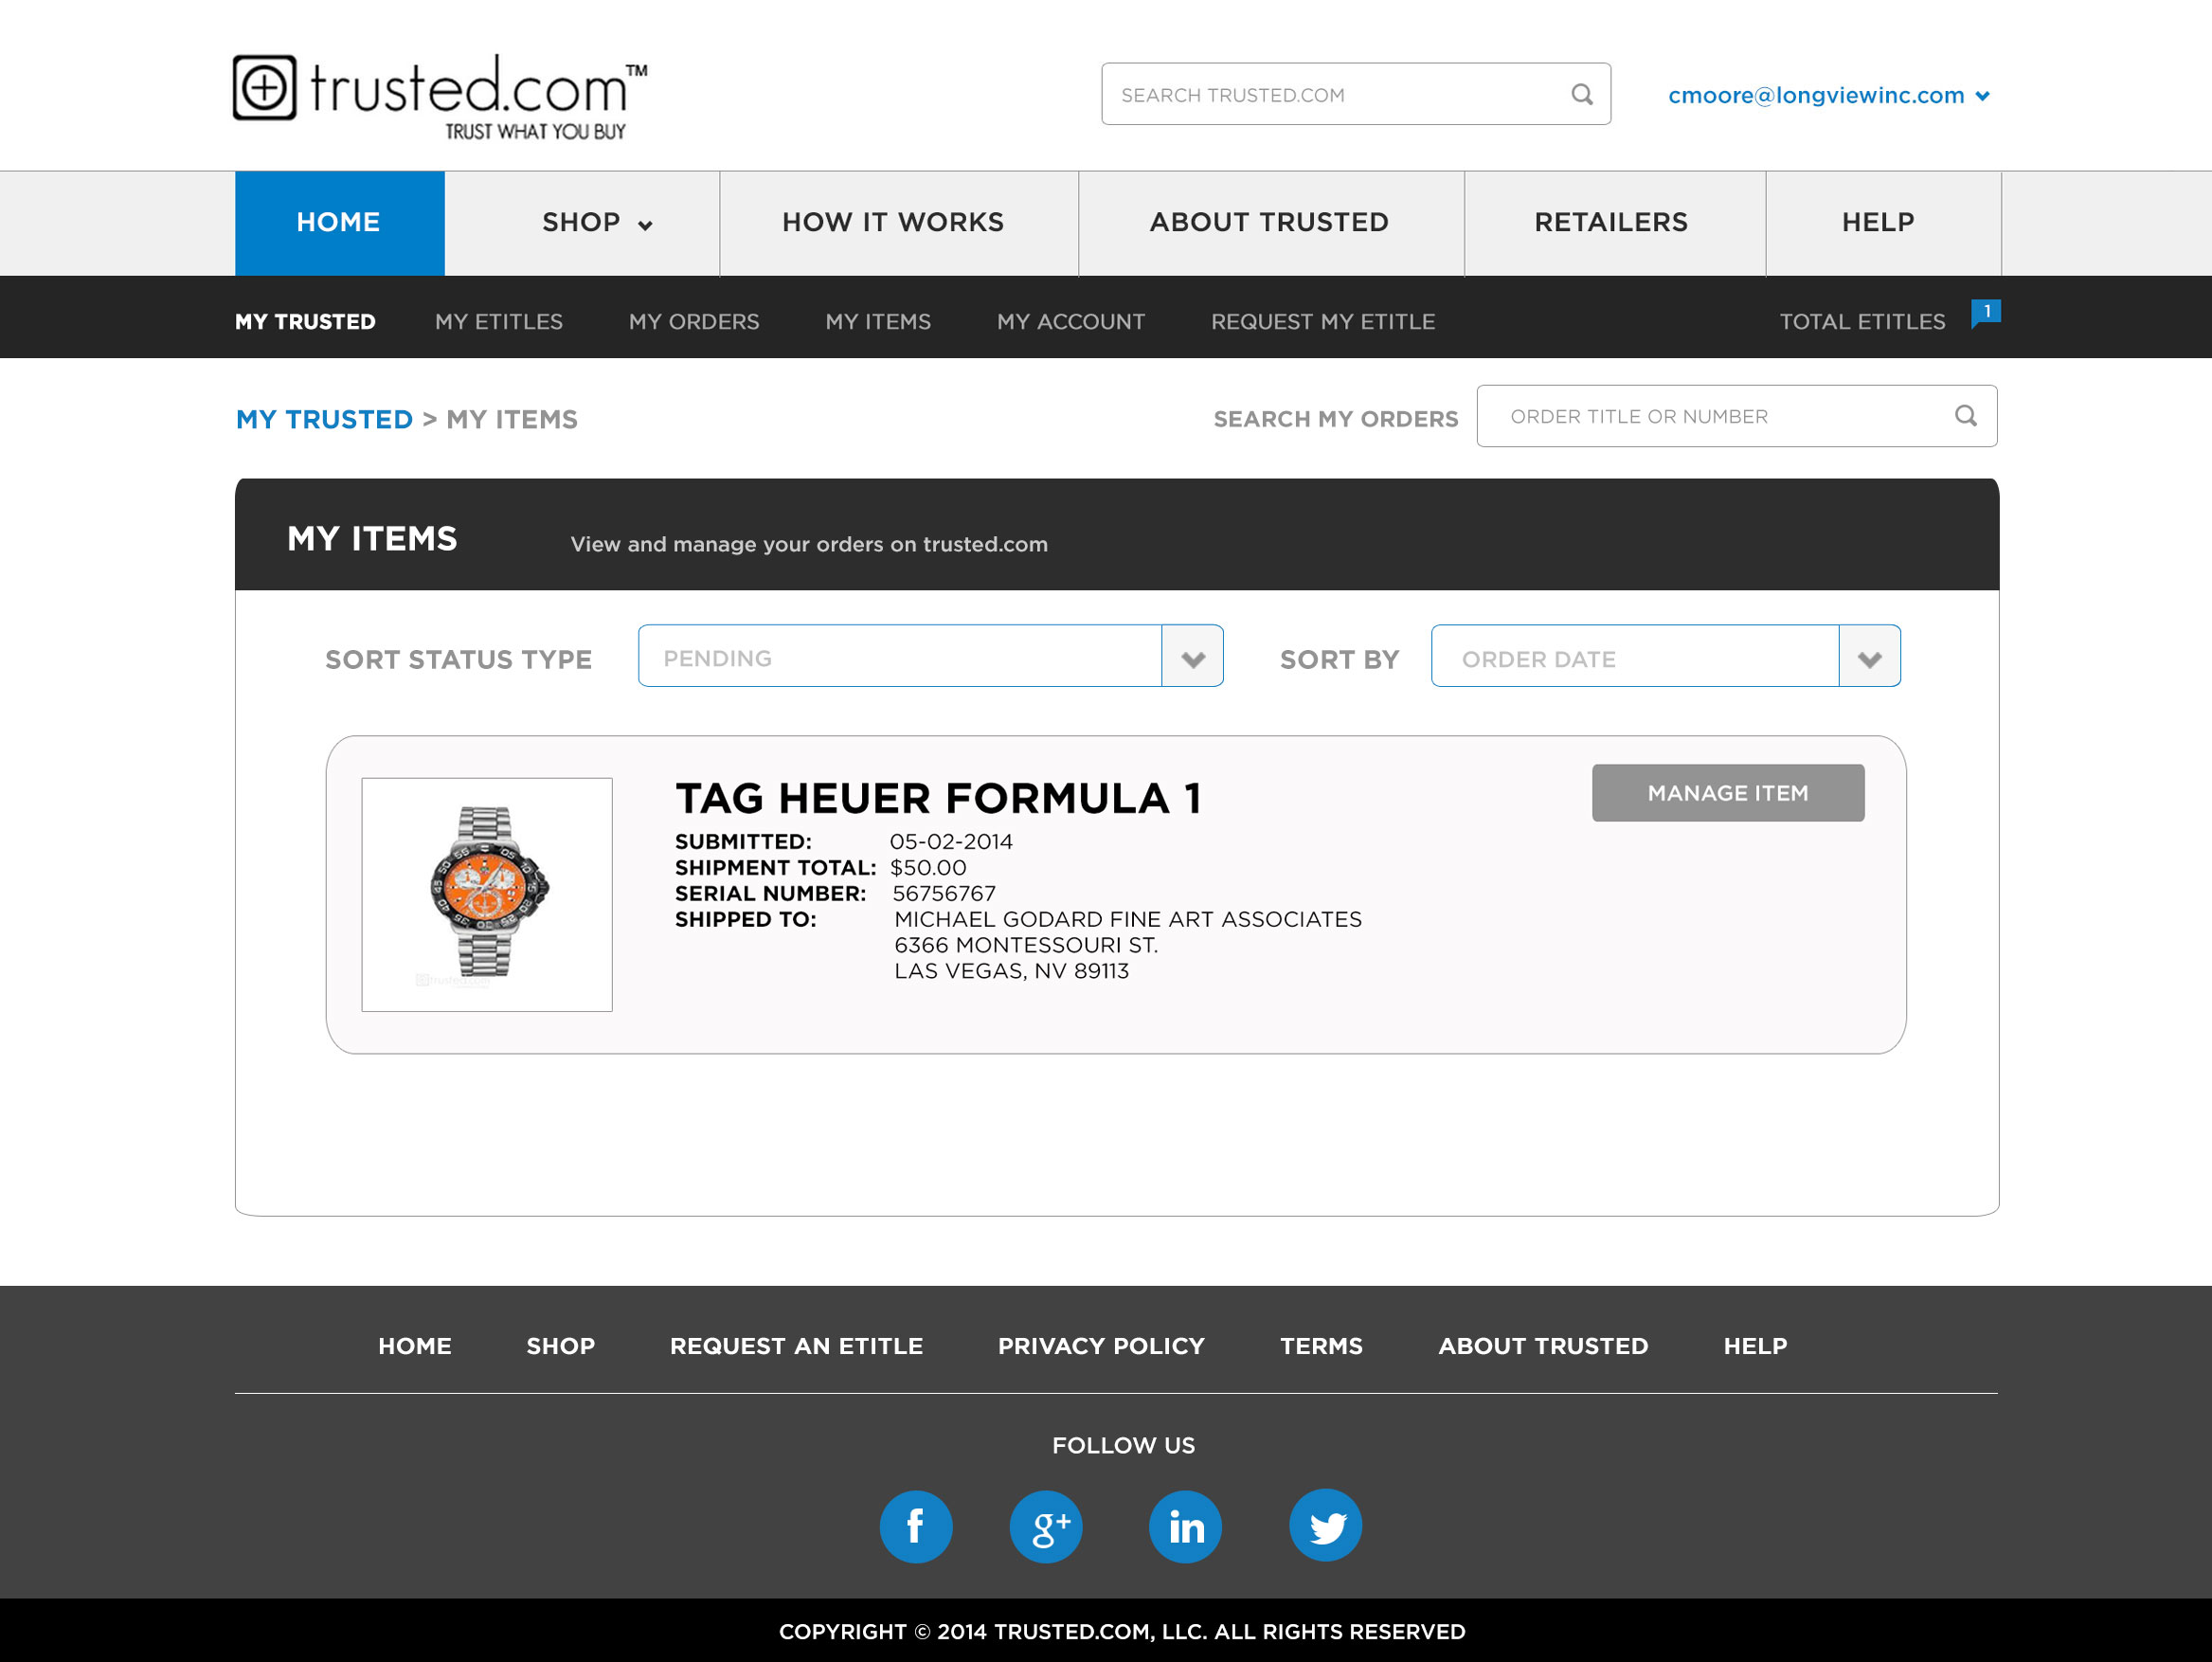 trusted.com™
TRUST WHAT YOU BUY
SEARCH TRUSTED.COM
cmoore@longviewinc.com
HOME SHOP HOW IT WORKS ABOUT TRUSTED RETAILERS HELP
MY TRUSTED MY ETITLES MY ORDERS MY ITEMS MY ACCOUNT REQUEST MY ETITLE TOTAL ETITLES 1
MY TRUSTED > MY ITEMS SEARCH MY ORDERS ORDER TITLE OR NUMBER
MY ITEMS View and manage your orders on trusted.com
SORT STATUS TYPE PENDING SORT BY ORDER DATE
TAG HEUER FORMULA 1 MANAGE ITEM
SUBMITTED: 05-02-2014
SHIPMENT TOTAL: $50.00
SERIAL NUMBER: 56756767
SHIPPED TO: MICHAEL GODARD FINE ART ASSOCIATES
6366 MONTESSOURI ST.
LAS VEGAS, NV 89113
trusted.com
HOME SHOP REQUEST AN ETITLE PRIVACY POLICY TERMS ABOUT TRUSTED HELP
FOLLOW US
f g+ in
COPYRIGHT © 2014 TRUSTED.COM, LLC. ALL RIGHTS RESERVED